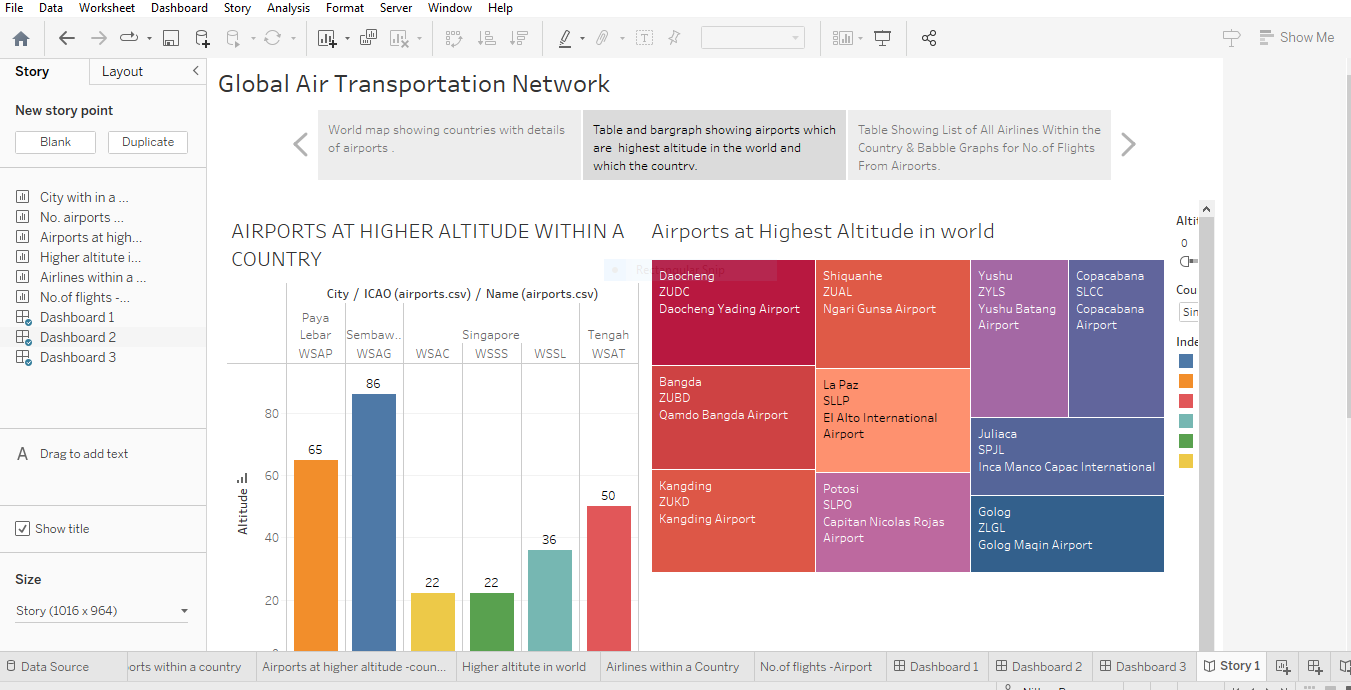 File Data Worksheet Dashboard Story Analysis Format Server Window Help
Show Me
Story Layout
New story point
Blank Duplicate
City with in a ...
No. airports ...
Airports at high...
Higher altitute i...
Airlines within a ...
No.of flights -...
Dashboard 1
Dashboard 2
Dashboard 3
A Drag to add text
Show title
Size
Story (1016 x 964)
Global Air Transportation Network
World map showing countries with details
of airports .
Table and bargraph showing airports which
are highest altitude in the world and
which the country.
Table Showing List of All Airlines Within the
Country & Babble Graphs for No.of Flights
From Airports.
AIRPORTS AT HIGHER ALTITUDE WITHIN A
COUNTRY
City / ICAO (airports.csv) / Name (airports.csv)
Paya
Lebar Sembaw.. Singapore Tengah
WSAP WSAG WSAC WSSS WSSL WSAT
Altitude
80
60
40
20
65
86
22
22
36
50
Airports at Highest Altitude in world
Rectangular Snip
Daocheng
ZUDC
Daocheng Yading Airport
Bangda
ZUBD
Qamdo Bangda Airport
Kangding
ZUKD
Kangding Airport
Shiquanhe
ZUAL
Ngari Gunsa Airport
La Paz
SLLP
El Alto International
Airport
Potosi
SLPO
Capitan Nicolas Rojas
Airport
Yushu
ZYLS
Yushu Batang
Airport
Copacabana
SLCC
Copacabana
Airport
Juliaca
SPJL
Inca Manco Capac International
Golog
ZLGL
Golog Maqin Airport
Altit
0
Cou
Sin
Inde
Data Source
orts within a country
Airports at higher altitude -coun...
Higher altitute in world
Airlines within a Country
No.of flights -Airport
Dashboard 1
Dashboard 2
Dashboard 3
Story 1